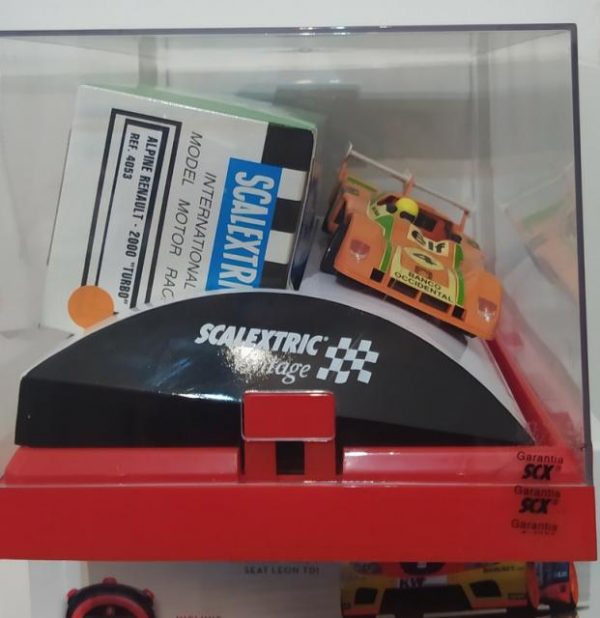 SCALEXTRI
INTERNATIONAL
MODEL MOTOR RAC
ALPINE RENAULT - 2000 "TURBO"
REF. 4053
elf
4
BANCO
OCCIDENTAL
SCALEXTRIC
Garantia
SCX
Garantia
SCX
Garantia
SEAT LEON TDI